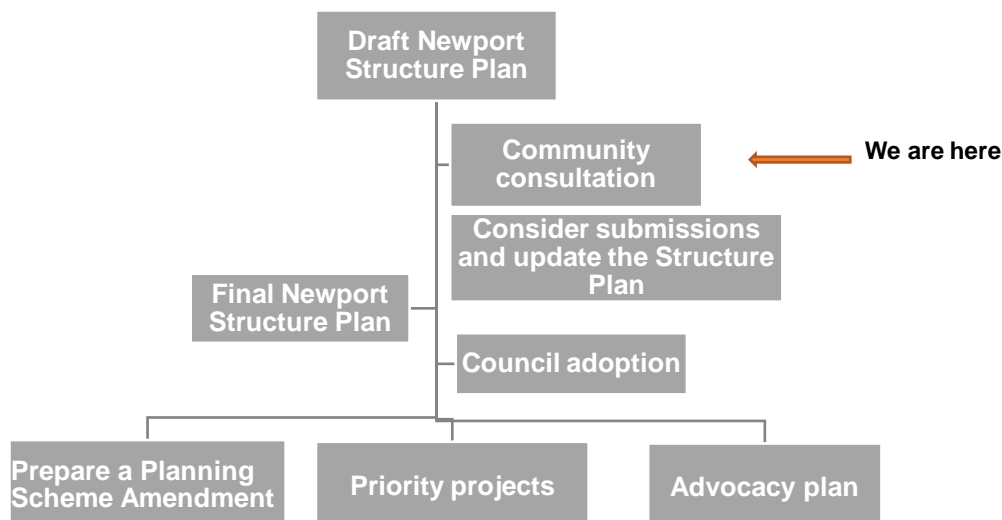 Draft Newport
Structure Plan
Community
consultation
We are here
Consider submissions
and update the Structure
Plan
Final Newport
Structure Plan
Council adoption
Prepare a Planning
Scheme Amendment
Priority projects
Advocacy plan